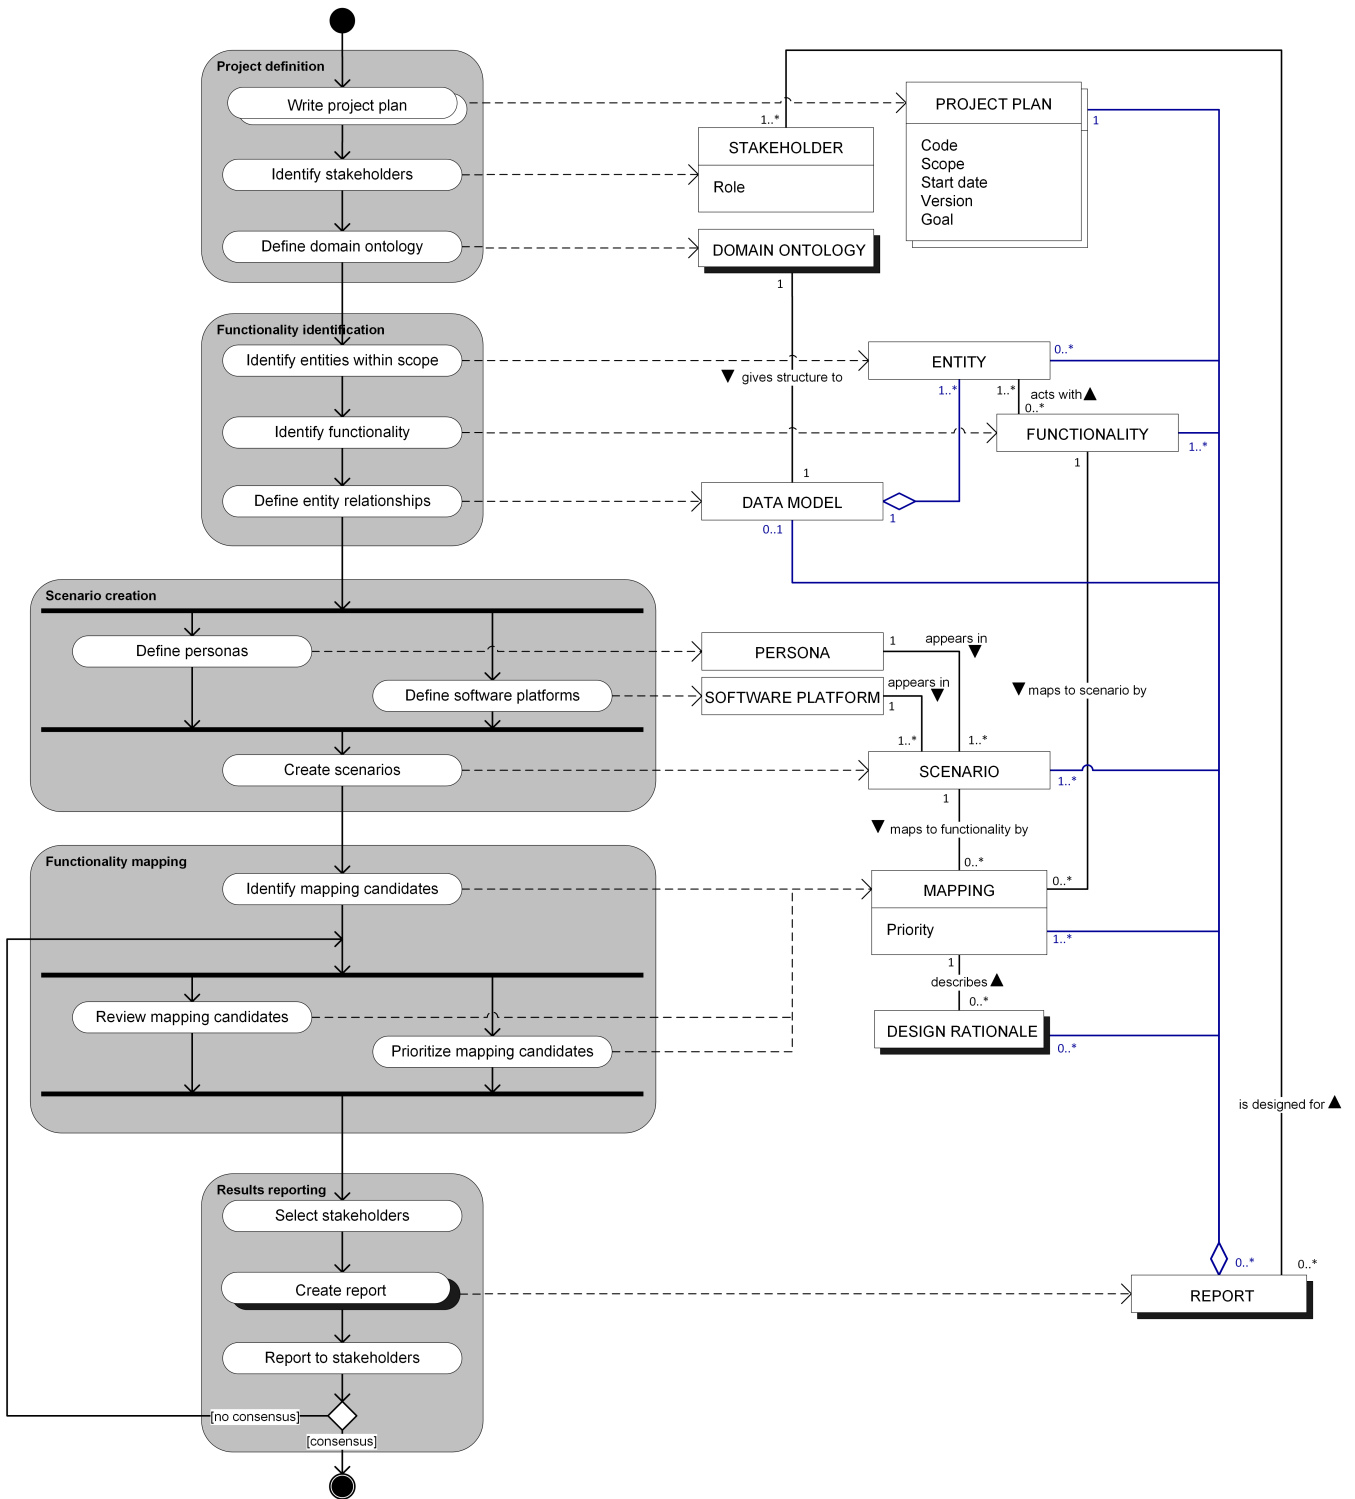 Project definition
Write project plan
Identify stakeholders
Define domain ontology
1..*
STAKEHOLDER
Role
PROJECT PLAN
1
Code
Scope
Start date
Version
Goal
DOMAIN ONTOLOGY
1
Functionality identification
Identify entities within scope
Identify functionality
Define entity relationships
▼ gives structure to
ENTITY
0..*
1..*
1..*
acts with ▲
0..*
FUNCTIONALITY
1..*
1
1
DATA MODEL
1
0..1
Scenario creation
Define personas
Define software platforms
Create scenarios
PERSONA
1
appears in
▼
SOFTWARE PLATFORM
appears in
▼
1
1..*
1..*
▼ maps to scenario by
SCENARIO
1..*
1
▼ maps to functionality by
0..*
Functionality mapping
Identify mapping candidates
Review mapping candidates
Prioritize mapping candidates
MAPPING
0..*
Priority
1..*
1
describes ▲
0..*
DESIGN RATIONALE
0..*
is designed for ▲
Results reporting
Select stakeholders
Create report
Report to stakeholders
[no consensus]
[consensus]
0..*
0..*
REPORT